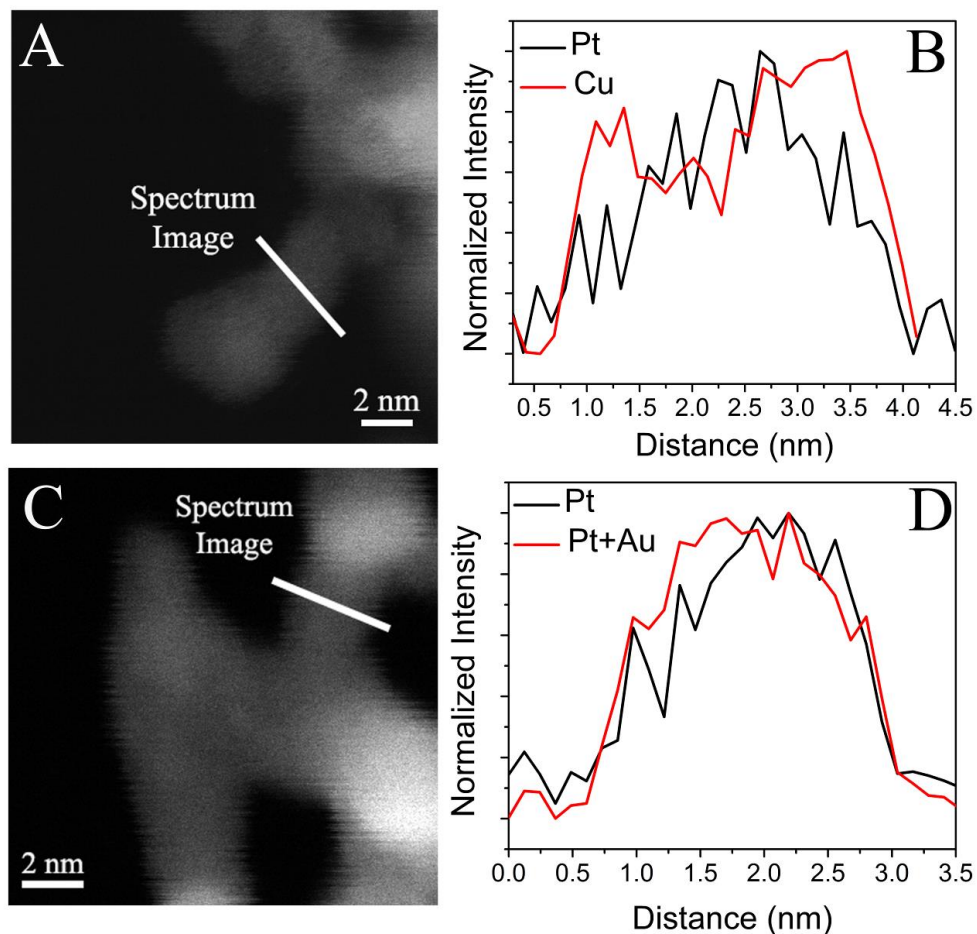 A
Spectrum
Image
2 nm
B
Pt
Cu
Normalized Intensity
0.5 1.0 1.5 2.0 2.5 3.0 3.5 4.0 4.5
Distance (nm)
C
Spectrum
Image
2 nm
D
Pt
Pt+Au
Normalized Intensity
0.0 0.5 1.0 1.5 2.0 2.5 3.0 3.5
Distance (nm)